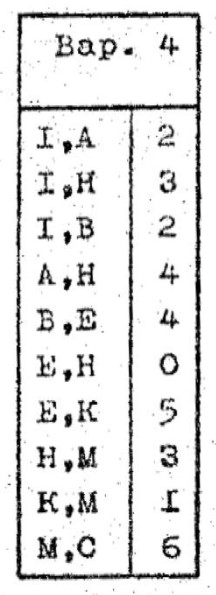 Вар. 4
I,А 2
I,Н 3
I,В 2
А,Н 4
В,Е 4
Е,Н 0
Е,К 5
Н,М 3
К,М I
М,С 6